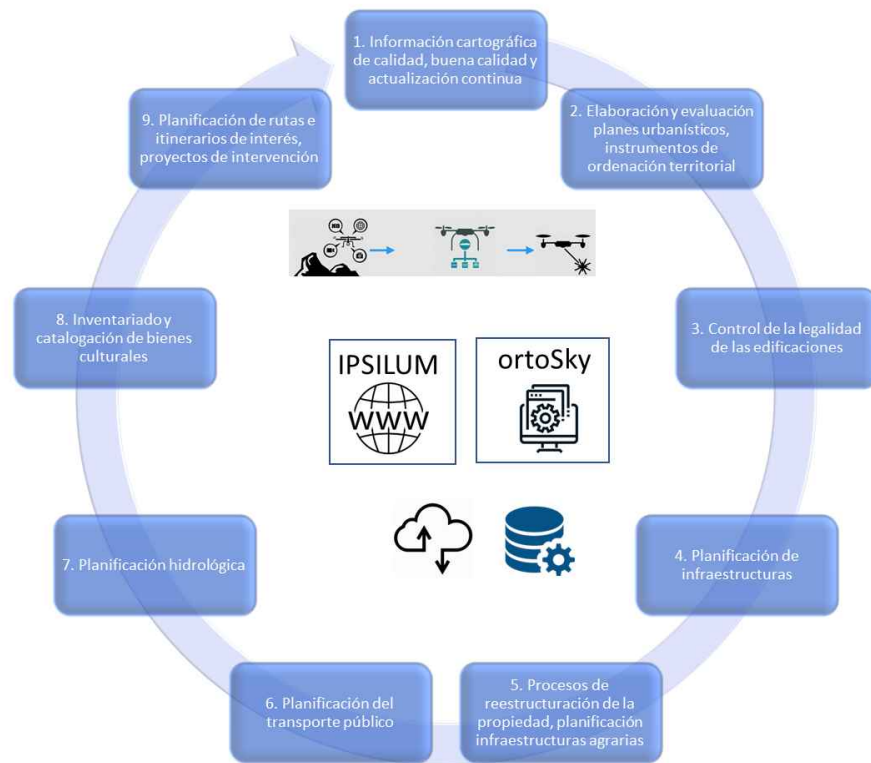 1. Información cartográfica
de calidad, buena calidad y
actualización continua
2. Elaboración y evaluación
planes urbanísticos,
instrumentos de
ordenación territorial
3. Control de la legalidad
de las edificaciones
4. Planificación de
infraestructuras
5. Procesos de
reestructuración de la
propiedad, planificación
infraestructuras agrarias
6. Planificación del
transporte público
7. Planificación hidrológica
8. Inventariado y
catalogación de bienes
culturales
9. Planificación de rutas e
itinerarios de interés,
proyectos de intervención
IPSILUM
WWW
ortoSky